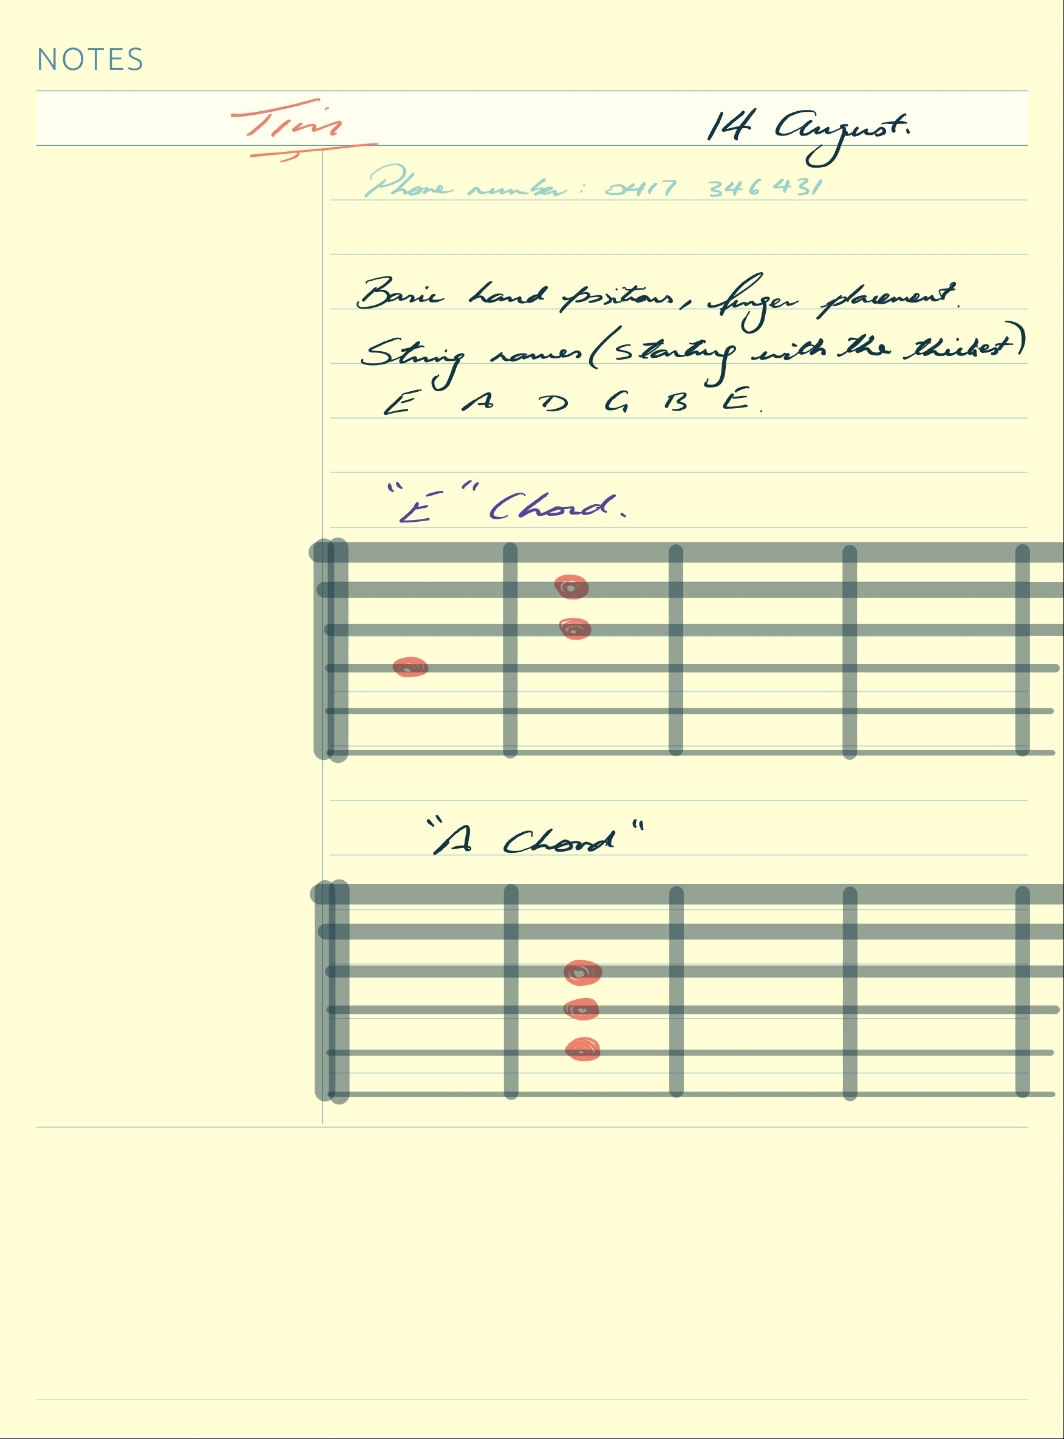 NOTES
Tim
14 August.
Phone number: 0417 346 431
Basic hand positions, finger placement.
String names (starting with the thickest)
E A D G B E.
"E" Chord.
"A Chord"